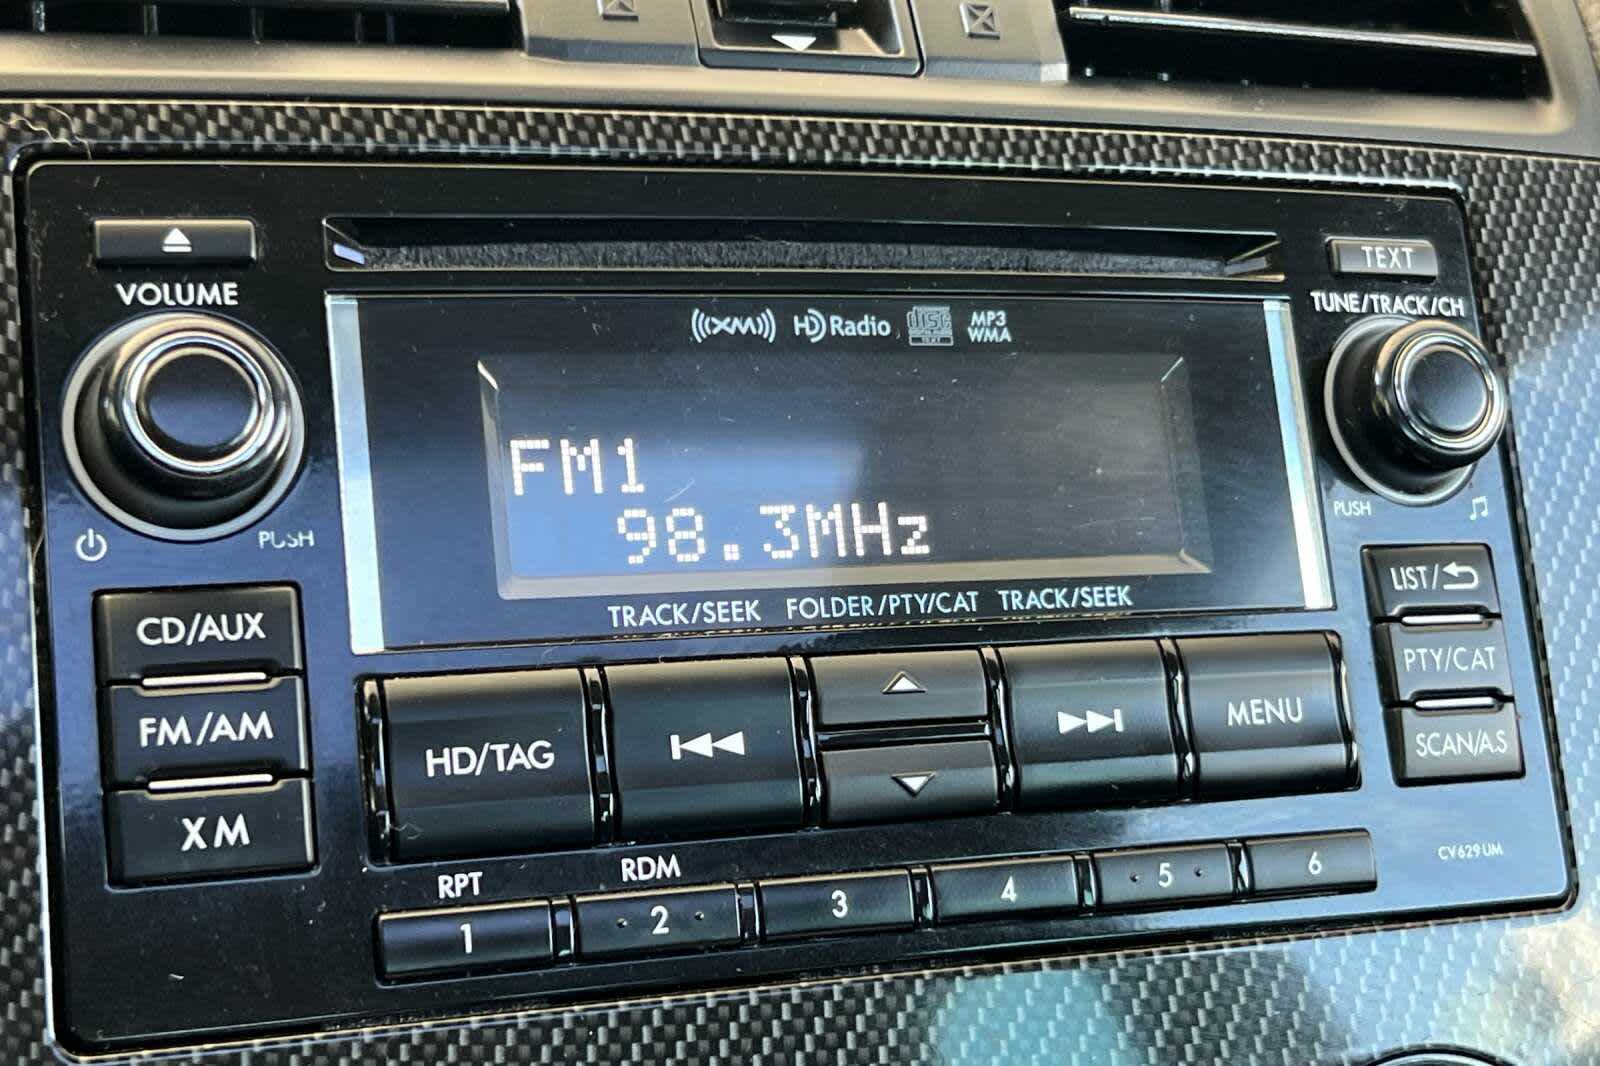 TEXT
VOLUME
TUNE/TRACK/CH
((XM)) HD Radio disc TEXT MP3 WMA
FM1
98.3MHz
PUSH
PUSH
TRACK/SEEK FOLDER/PTY/CAT TRACK/SEEK
CD/AUX
FM/AM
XM
HD/TAG
MENU
LIST/
PTY/CAT
SCAN/A.S
CV629UM
RPT RDM
1 2 3 4 5 6